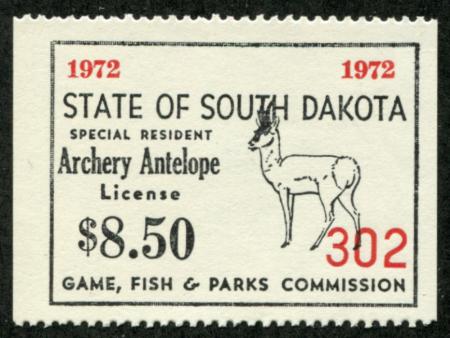 1972 1972
STATE OF SOUTH DAKOTA
SPECIAL RESIDENT
Archery Antelope
License
$8.50
302
GAME, FISH & PARKS COMMISSION